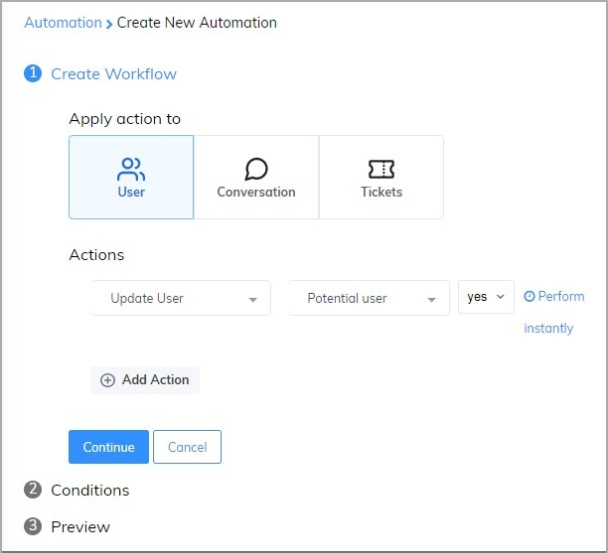 Automation > Create New Automation
1 Create Workflow
Apply action to
User Conversation Tickets
Actions
Update User Potential user yes Perform
instantly
Add Action
Continue Cancel
2 Conditions
3 Preview